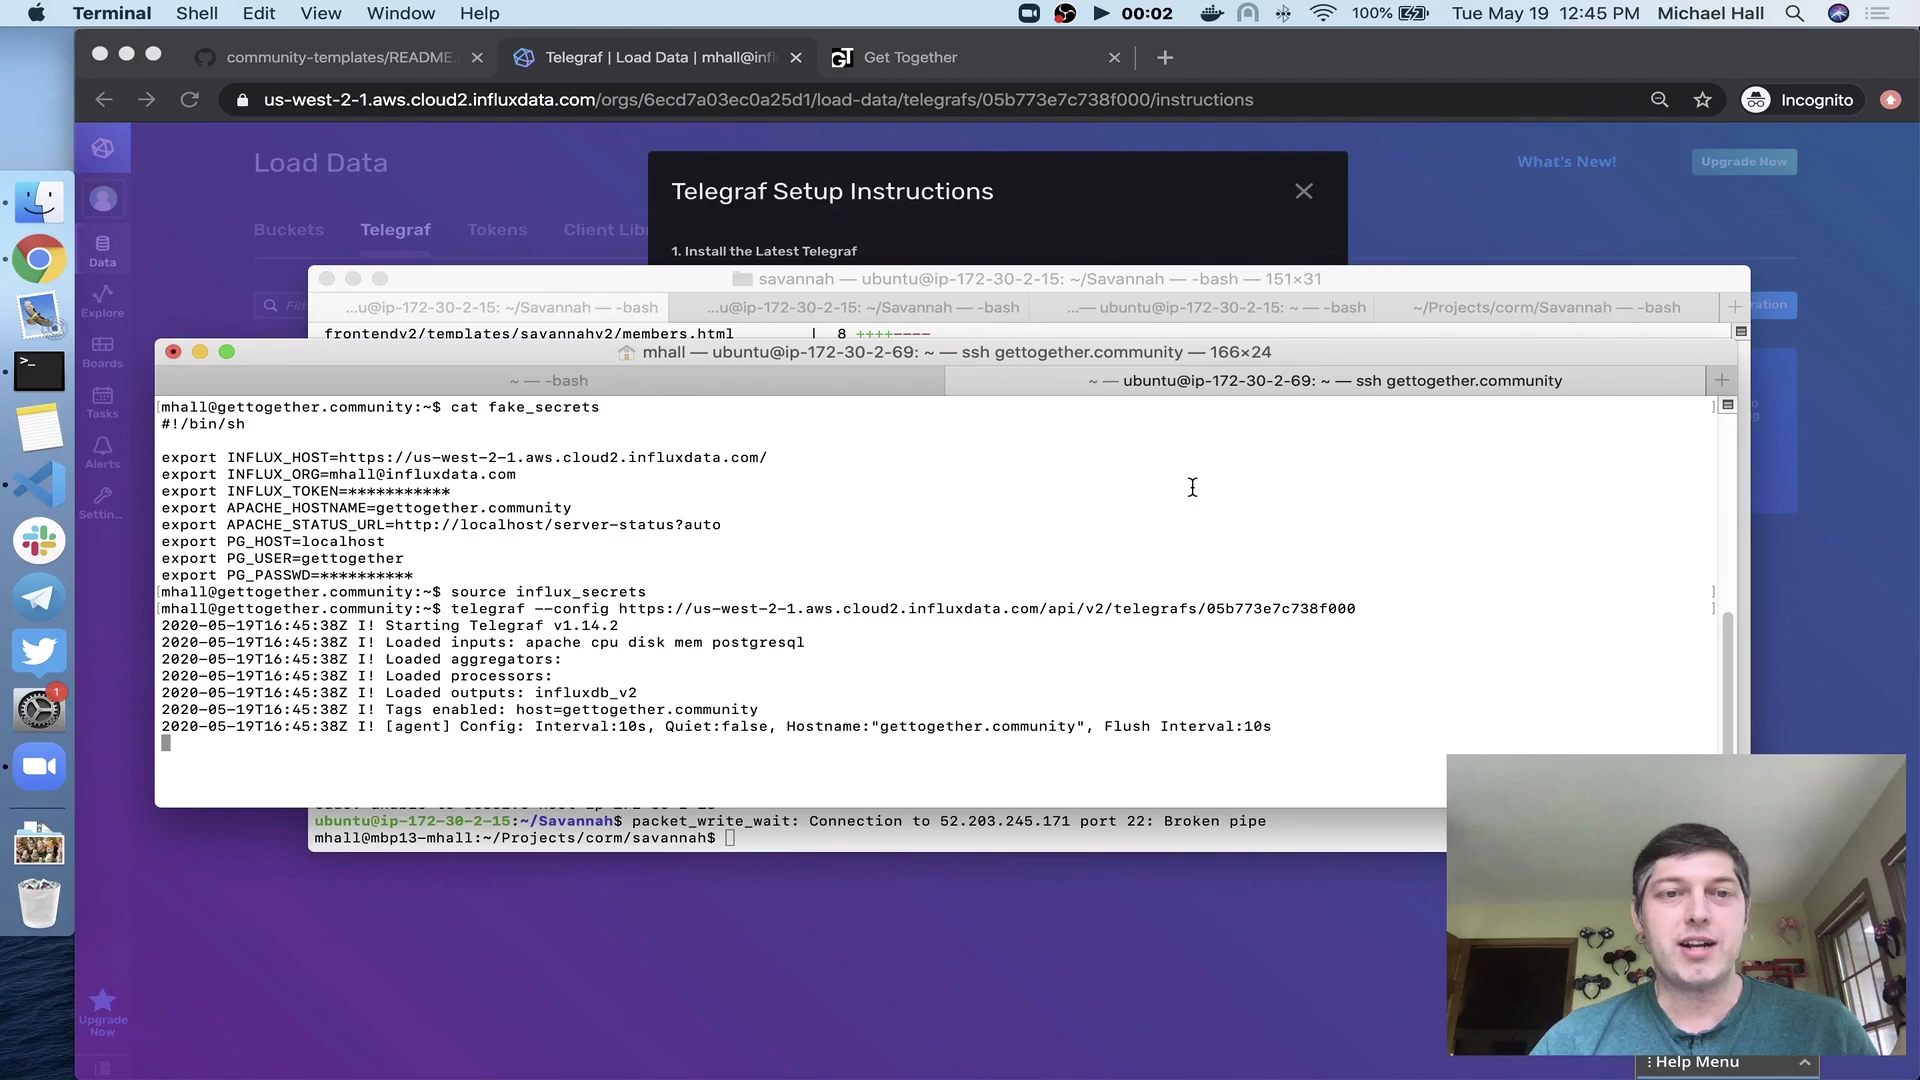 Terminal Shell Edit View Window Help 00:02 100% Tue May 19 12:45 PM Michael Hall
community-templates/README. Telegraf | Load Data | mhall@infl Get Together
us-west-2-1.aws.cloud2.influxdata.com/orgs/6ecd7a03ec0a25d1/load-data/telegrafs/05b773e7c738f000/instructions Incognito
Load Data
What's New!
Upgrade Now
Telegraf Setup Instructions
Buckets Telegraf Tokens Client Lib
1. Install the Latest Telegraf
Data
Explore
Boards
Tasks
Alerts
Settin...
Upgrade
Now
savannah — ubuntu@ip-172-30-2-15: ~/Savannah — -bash — 151×31
...u@ip-172-30-2-15: ~/Savannah — -bash ...u@ip-172-30-2-15: ~/Savannah — -bash ...— ubuntu@ip-172-30-2-15: ~ — -bash ~/Projects/corm/Savannah — -bash
frontendv2/templates/savannahv2/members.html | 8 ++++----
mhall — ubuntu@ip-172-30-2-69: ~ — ssh gettogether.community — 166×24
~ — -bash
~ — ubuntu@ip-172-30-2-69: ~ — ssh gettogether.community
[mhall@gettogether.community:~$ cat fake_secrets ]
#!/bin/sh
export INFLUX_HOST=https://us-west-2-1.aws.cloud2.influxdata.com/
export INFLUX_ORG=mhall@influxdata.com
export INFLUX_TOKEN=***********
export APACHE_HOSTNAME=gettogether.community
export APACHE_STATUS_URL=http://localhost/server-status?auto
export PG_HOST=localhost
export PG_USER=gettogether
export PG_PASSWD=**********
[mhall@gettogether.community:~$ source influx_secrets ]
[mhall@gettogether.community:~$ telegraf --config https://us-west-2-1.aws.cloud2.influxdata.com/api/v2/telegrafs/05b773e7c738f000 ]
2020-05-19T16:45:38Z I! Starting Telegraf v1.14.2
2020-05-19T16:45:38Z I! Loaded inputs: apache cpu disk mem postgresql
2020-05-19T16:45:38Z I! Loaded aggregators:
2020-05-19T16:45:38Z I! Loaded processors:
2020-05-19T16:45:38Z I! Loaded outputs: influxdb_v2
2020-05-19T16:45:38Z I! Tags enabled: host=gettogether.community
2020-05-19T16:45:38Z I! [agent] Config: Interval:10s, Quiet:false, Hostname:"gettogether.community", Flush Interval:10s
ubuntu@ip-172-30-2-15:~/Savannah$ packet_write_wait: Connection to 52.203.245.171 port 22: Broken pipe
mhall@mbp13-mhall:~/Projects/corm/savannah$
Help Menu